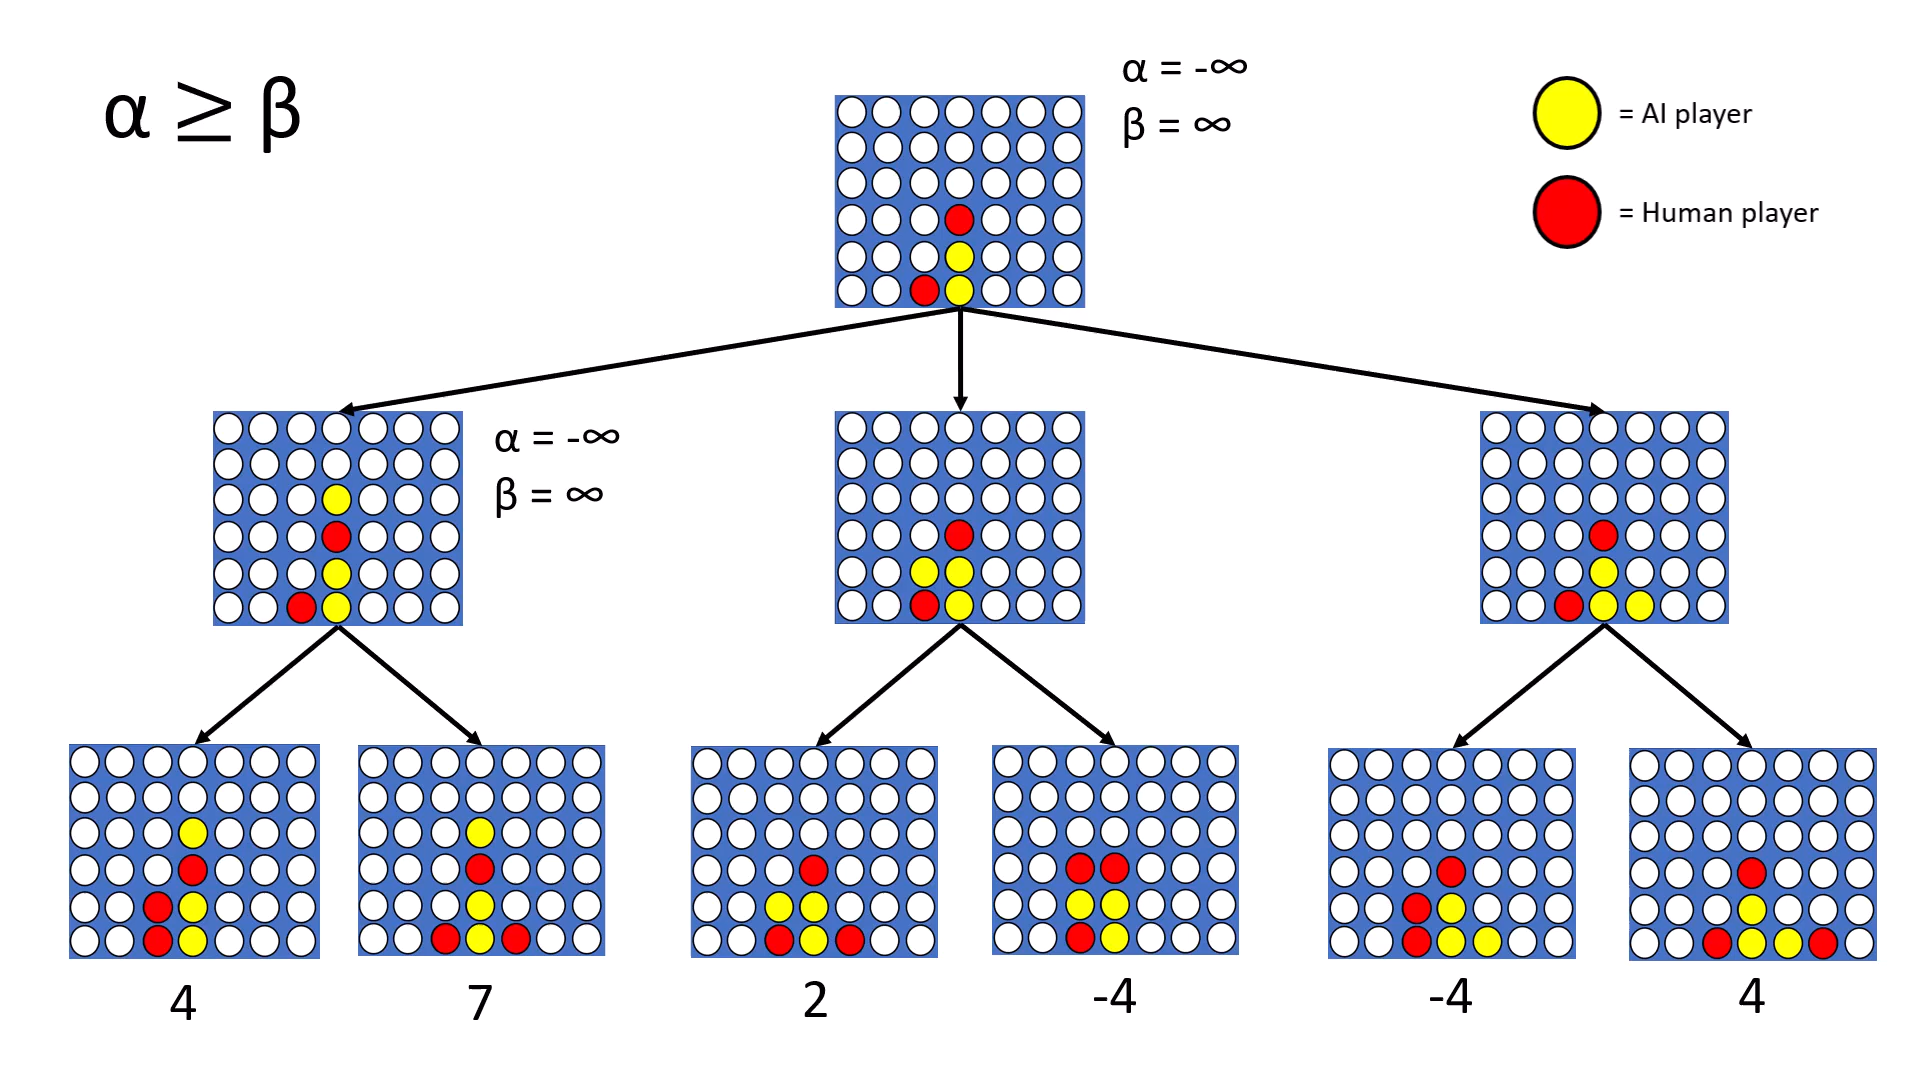 α ≥ β
α = -∞
β = ∞
= AI player
= Human player
α = -∞
β = ∞
4
7
2
-4
-4
4